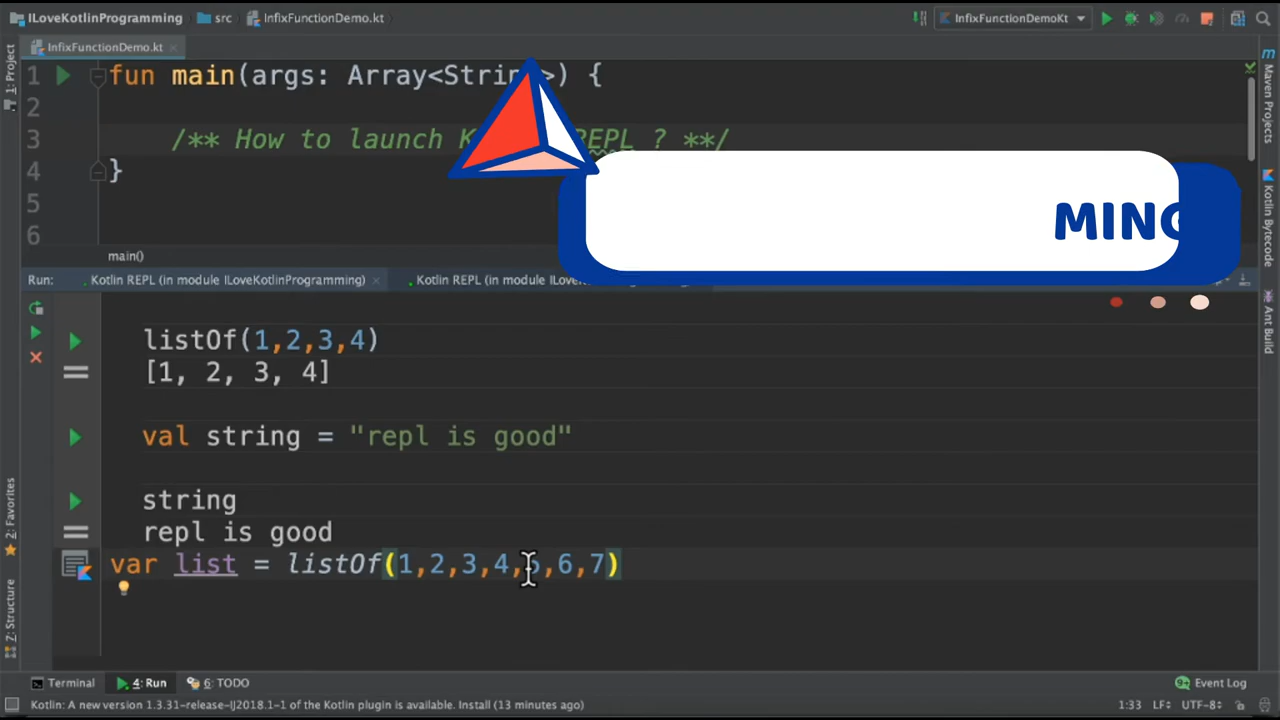 ILoveKotlinProgramming src InfixFunctionDemo.kt InfixFunctionDemoKt
InfixFunctionDemo.kt
1: Project
Maven Projects
Kotlin Bytecode
Ant Build
1 fun main(args: Array<String>) {
2
3 /** How to launch REPL ? **/
4 }
5
6
MING
main()
Run: Kotlin REPL (in module ILoveKotlinProgramming) Kotlin REPL (in module
listOf(1,2,3,4)
[1, 2, 3, 4]
val string = "repl is good"
string
repl is good
var list = listOf(1,2,3,4,5,6,7)
2: Favorites
7: Structure
Terminal 4: Run 6: TODO Event Log
Kotlin: A new version 1.3.31-release-IJ2018.1-1 of the Kotlin plugin is available. Install (13 minutes ago) 1:33 LF UTF-8